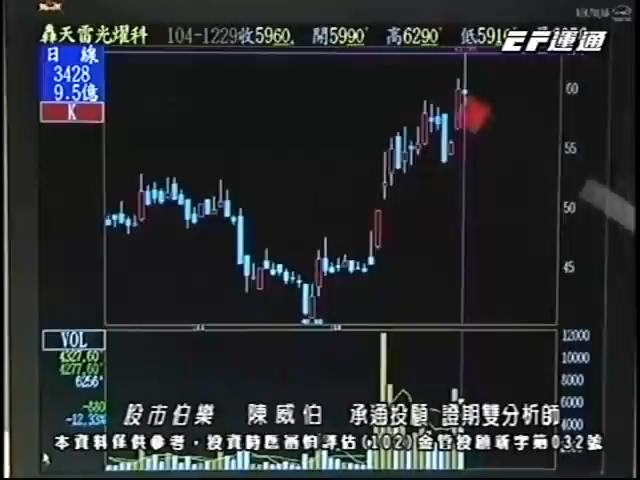 轟天雷光燿科 104-1229收5960. 開5990° 高6290° 低5910
EF運通
日 線
3428
9.5億
K
60
55
50
45
VOL
4327.60
4277.60
6256
-880
-12.33%
12000
10000
8000
6000
4000
股市伯樂 陳威伯 承通投顧 證期雙分析師
本資料僅供參考,投資時應審慎評估(102)金管投顧新字第032號